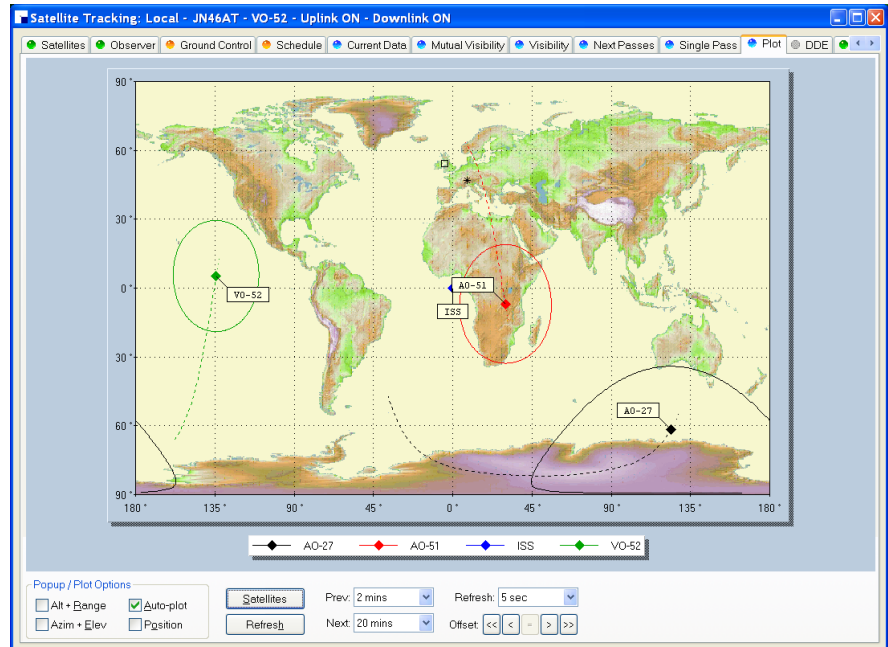 Satellite Tracking: Local - JN46AT - VO-52 - Uplink ON - Downlink ON
Satellites Observer Ground Control Schedule Current Data Mutual Visibility Visibility Next Passes Single Pass Plot DDE
90 °
60 °
30 °
0 °
30 °
60 °
90 °
VO-52
AO-51
ISS
AO-27
180 ° 135 ° 90 ° 45 ° 0 ° 45 ° 90 ° 135 ° 180 °
AO-27 AO-51 ISS VO-52
Popup / Plot Options
Alt + Range Auto-plot
Azim + Elev Position
Satellites
Refresh
Prev: 2 mins Refresh: 5 sec
Next: 20 mins Offset: << < = > >>